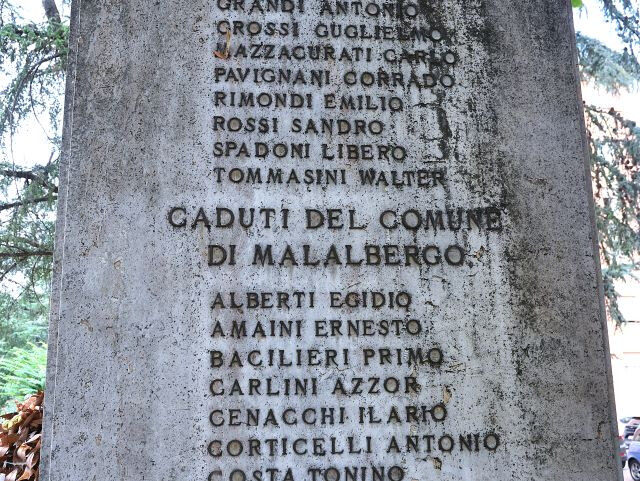 GRANDI ANTONIO
GROSSI GUGLIELMO
MAZZACURATI CARLO
PAVIGNANI CORRADO
RIMONDI EMILIO
ROSSI SANDRO
SPADONI LIBERO
TOMMASINI WALTER
CADUTI DEL COMUNE
DI MALALBERGO
ALBERTI EGIDIO
AMAINI ERNESTO
BACILIERI PRIMO
CARLINI AZZOR
CENACCHI ILARIO
CORTICELLI ANTONIO
COSTA TONINO